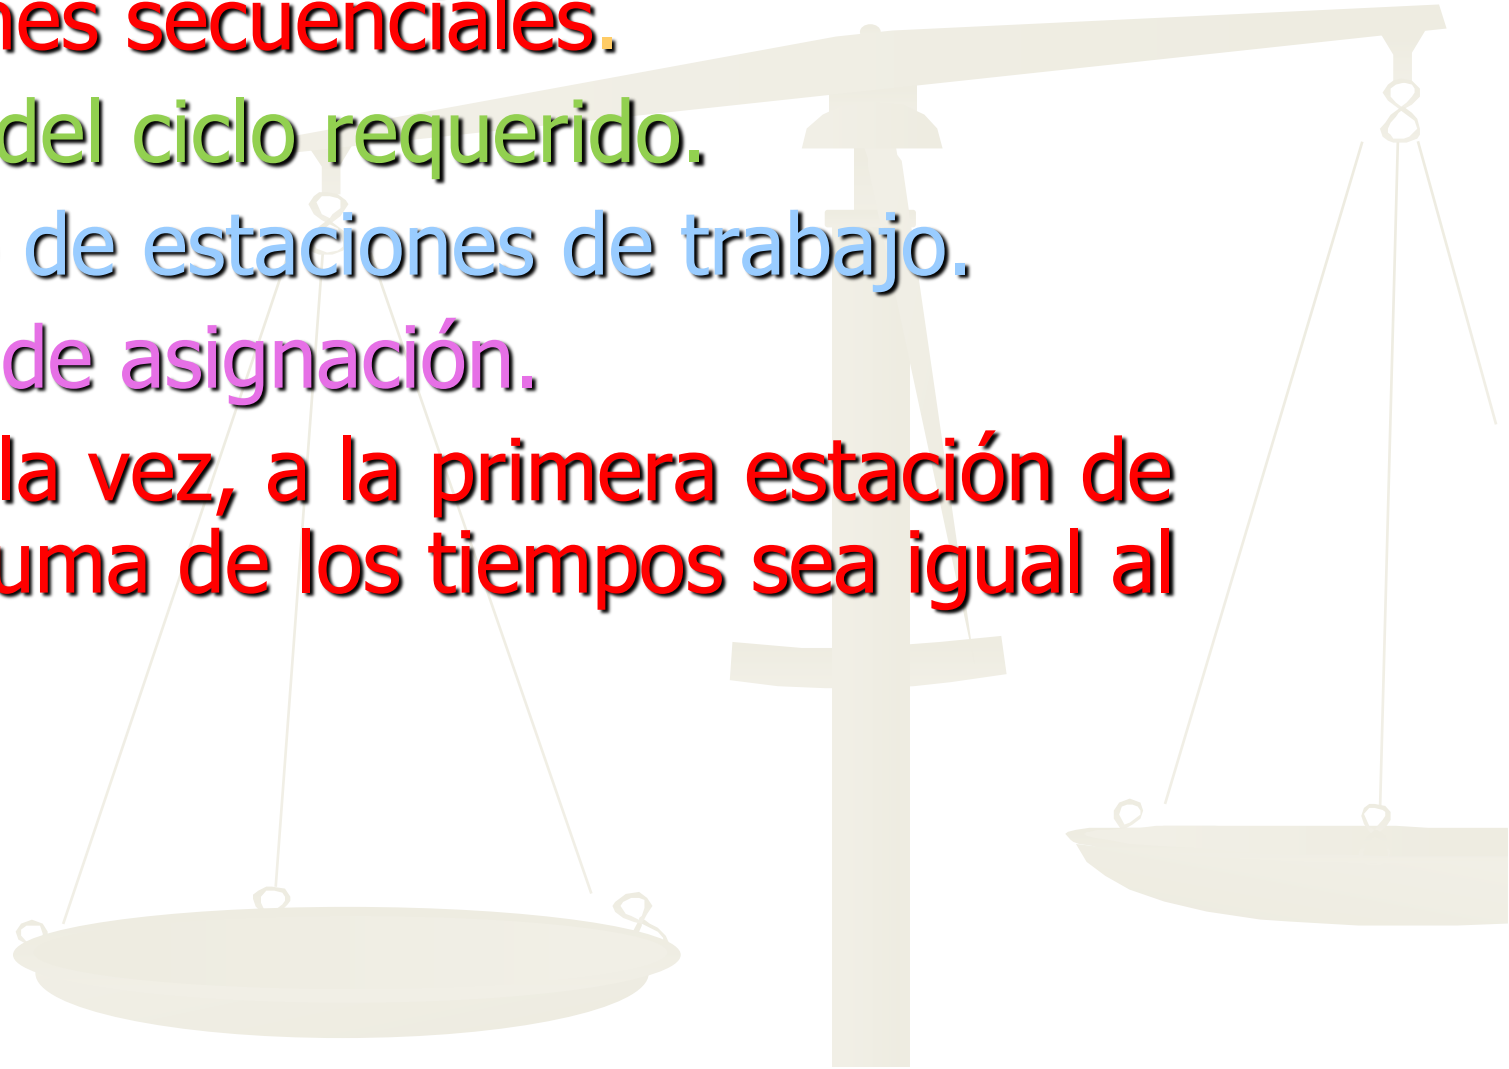 nes secuenciales.
del ciclo requerido.
de estaciones de trabajo.
de asignación.
la vez, a la primera estación de
uma de los tiempos sea igual al